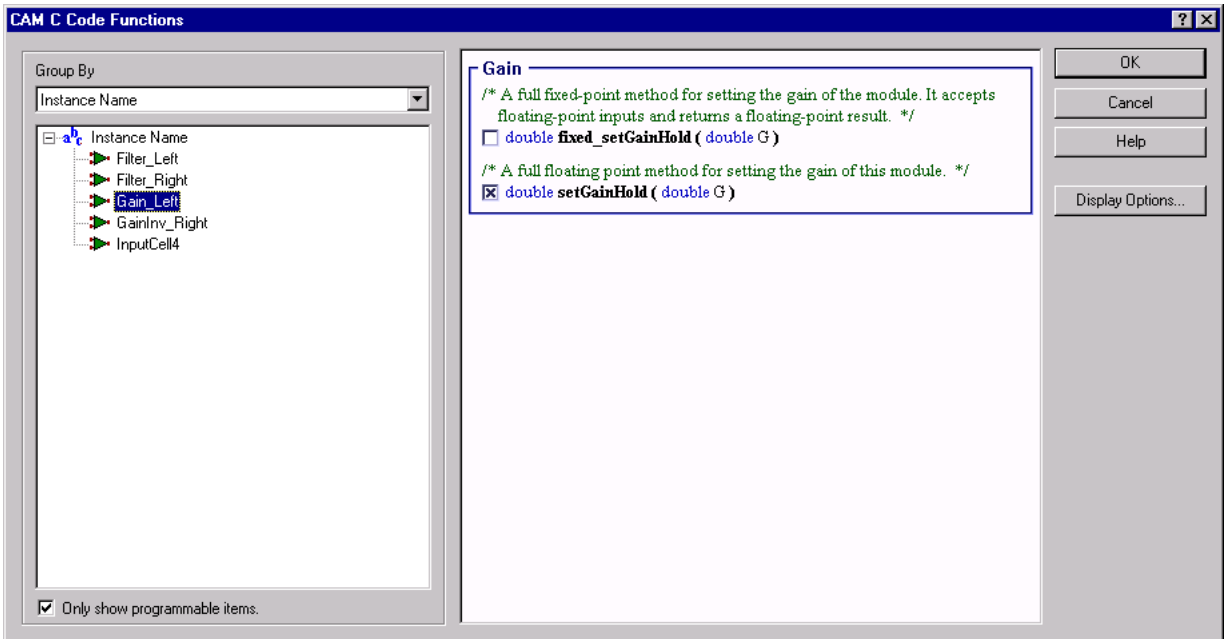 CAM C Code Functions
Group By
Instance Name
Instance Name
Filter_Left
Filter_Right
Gain_Left
GainInv_Right
InputCell4
Only show programmable items.
Gain
/* A full fixed-point method for setting the gain of the module. It accepts
floating-point inputs and returns a floating-point result. */
double fixed_setGainHold ( double G )
/* A full floating point method for setting the gain of this module. */
double setGainHold ( double G )
OK
Cancel
Help
Display Options...